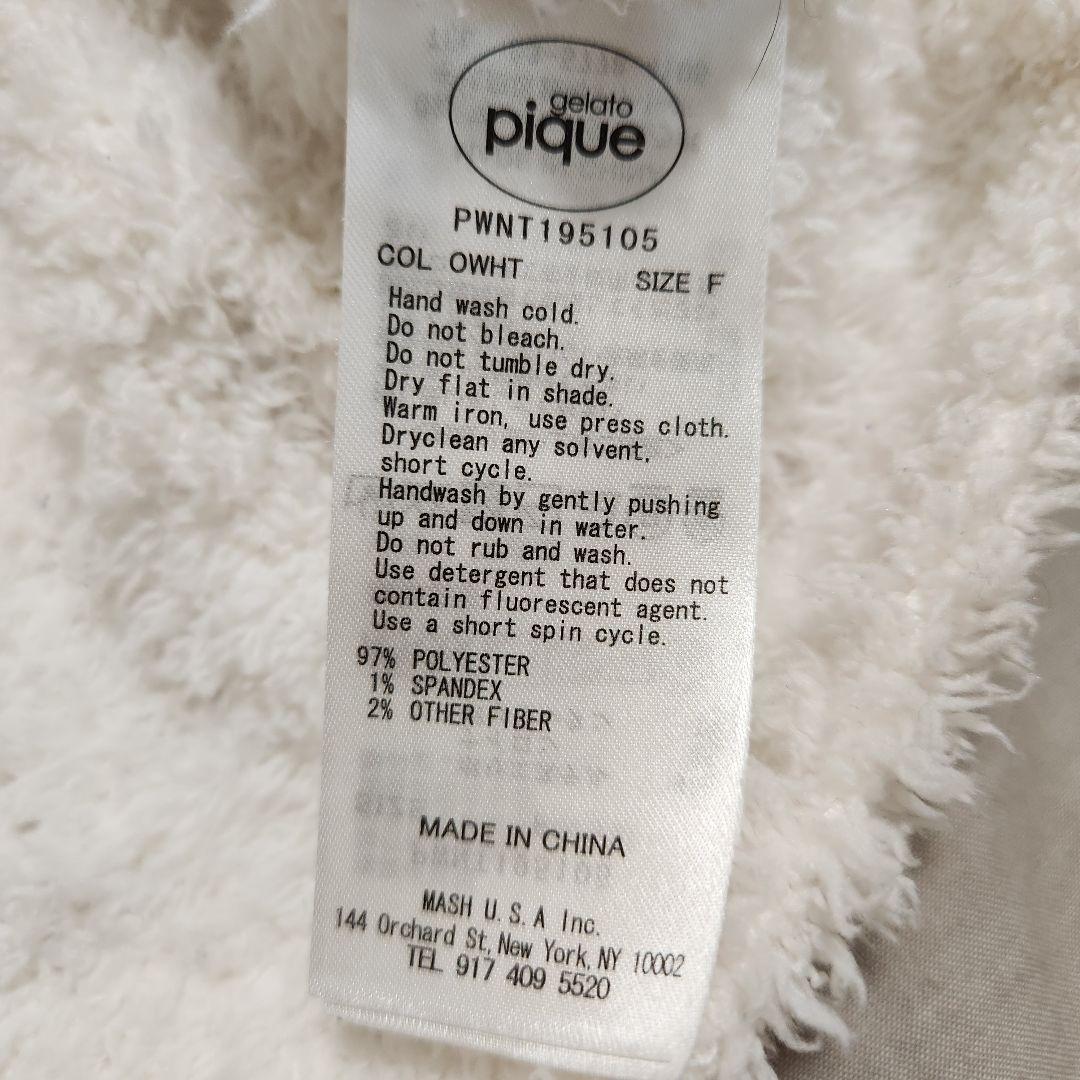 gelato
pique
PWNT195105
COL OWHT SIZE F
Hand wash cold.
Do not bleach.
Do not tumble dry.
Dry flat in shade.
Warm iron, use press cloth.
Dryclean any solvent,
short cycle.
Handwash by gently pushing
up and down in water.
Do not rub and wash.
Use detergent that does not
contain fluorescent agent.
Use a short spin cycle.
97% POLYESTER
1% SPANDEX
2% OTHER FIBER
MADE IN CHINA
MASH U.S.A Inc.
144 Orchard St, New York, NY 10002
TEL 917 409 5520